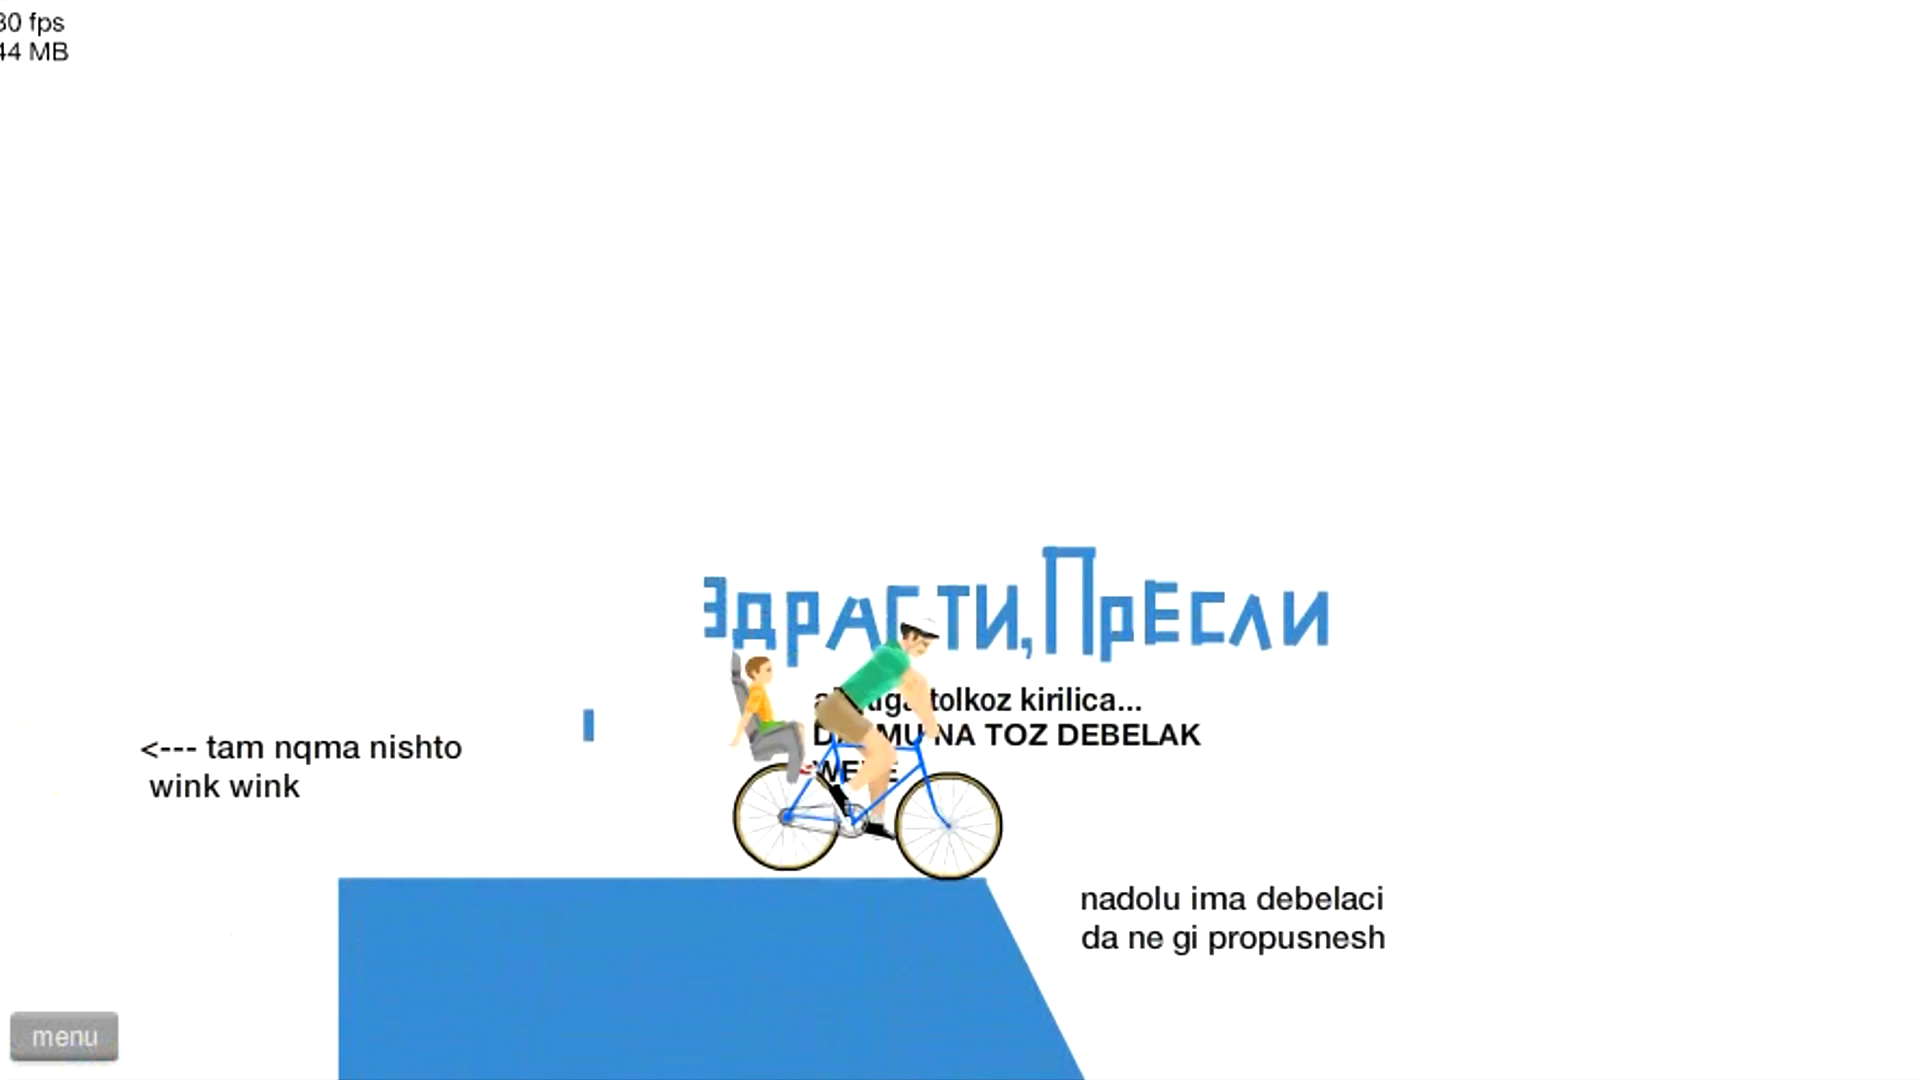 30 fps
44 MB
ЗДРАСТИ, ПРЕСЛИ
tolkoz kirilica...
MU NA TOZ DEBELAK
<--- tam nqma nishto
wink wink
nadolu ima debelaci
da ne gi propusnesh
menu